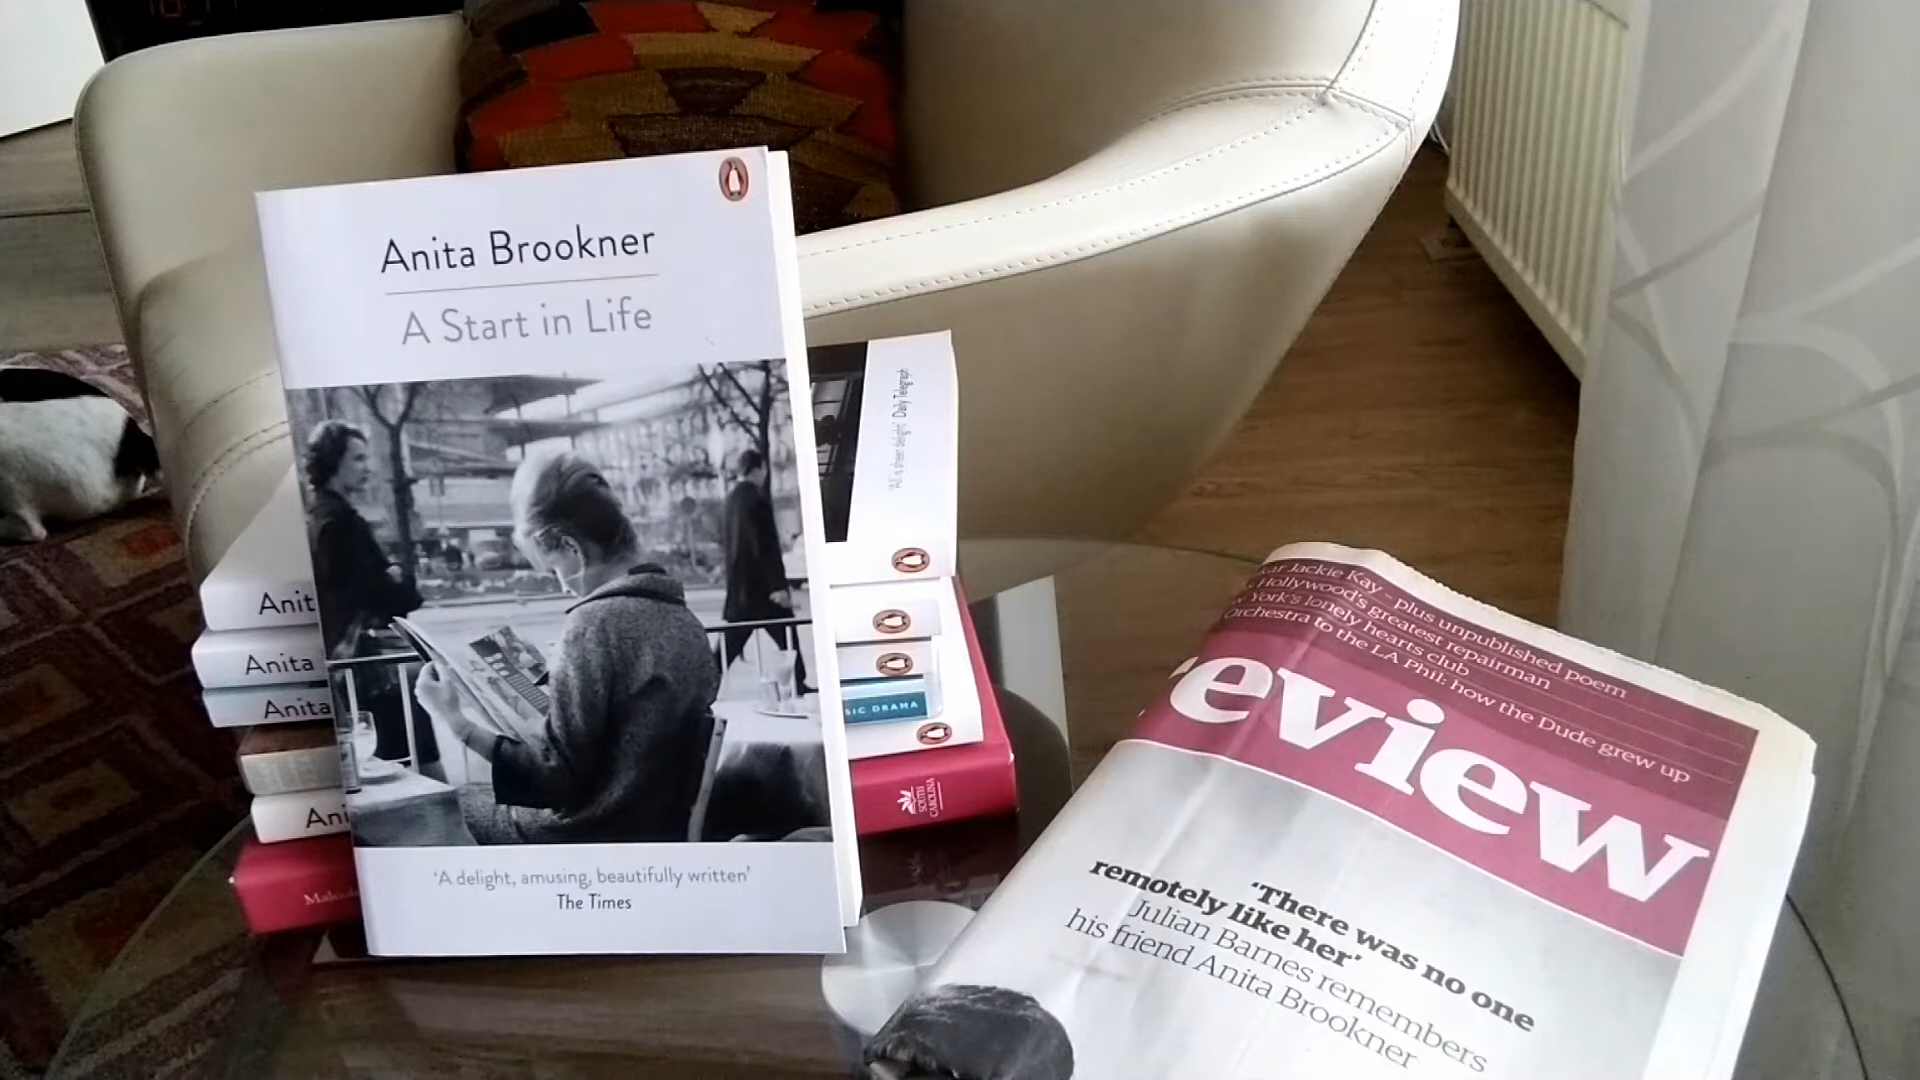 Anita Brookner
A Start in Life
'A delight, amusing, beautifully written'
The Times
'All is sheer delight' Daily Telegraph
Anit
Anita
Anita
Ani
SIC DRAMA
SOUTH
CAROLINA
kar Jackie Kay – plus unpublished poem
Hollywood's greatest repairman
York's lonely hearts club
Orchestra to the LA Phil: how the Dude grew up
eview
'There was no one
remotely like her'
Julian Barnes remembers
his friend Anita Brookner